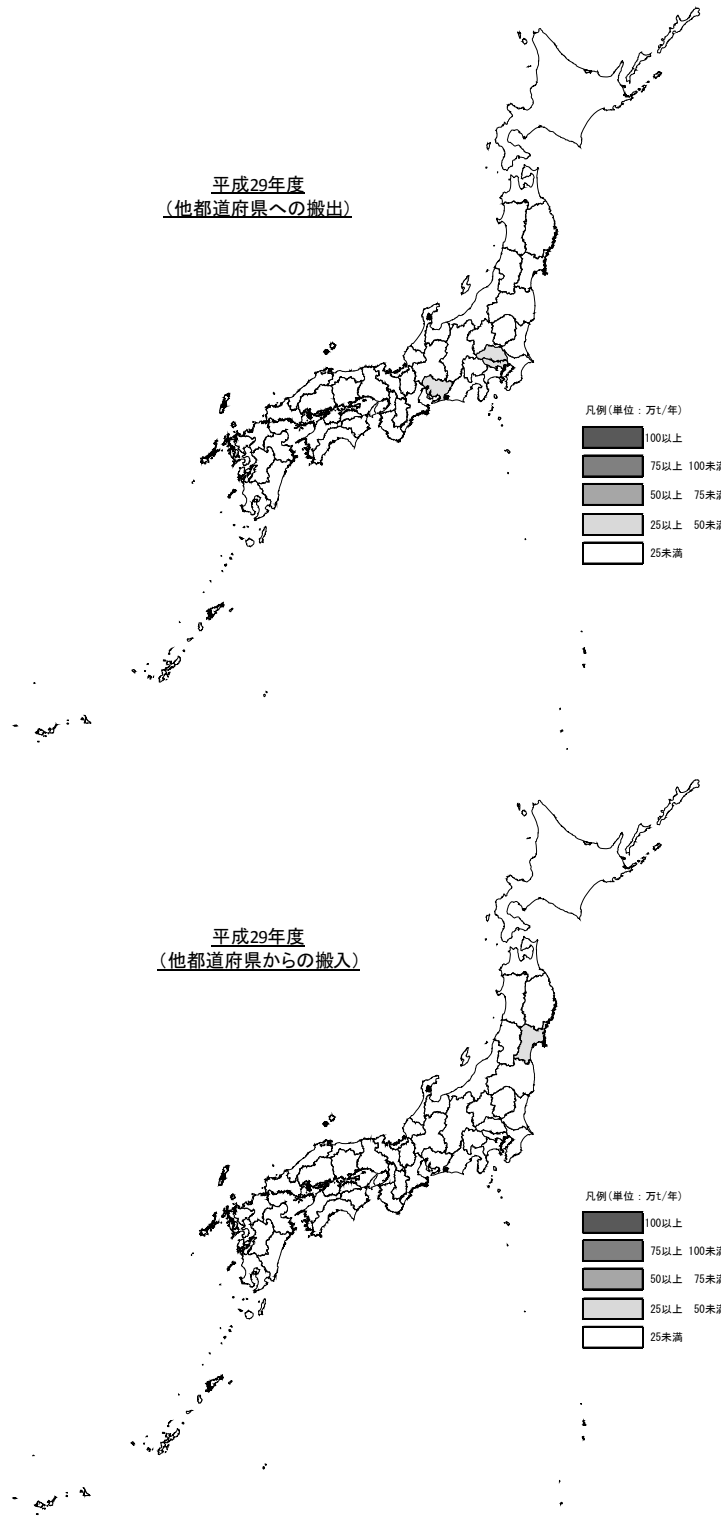 平成29年度
（他都道府県への搬出）
凡例（単位：万t/年）
100以上
75以上 100未満
50以上 75未満
25以上 50未満
25未満
平成29年度
（他都道府県からの搬入）
凡例（単位：万t/年）
100以上
75以上 100未満
50以上 75未満
25以上 50未満
25未満